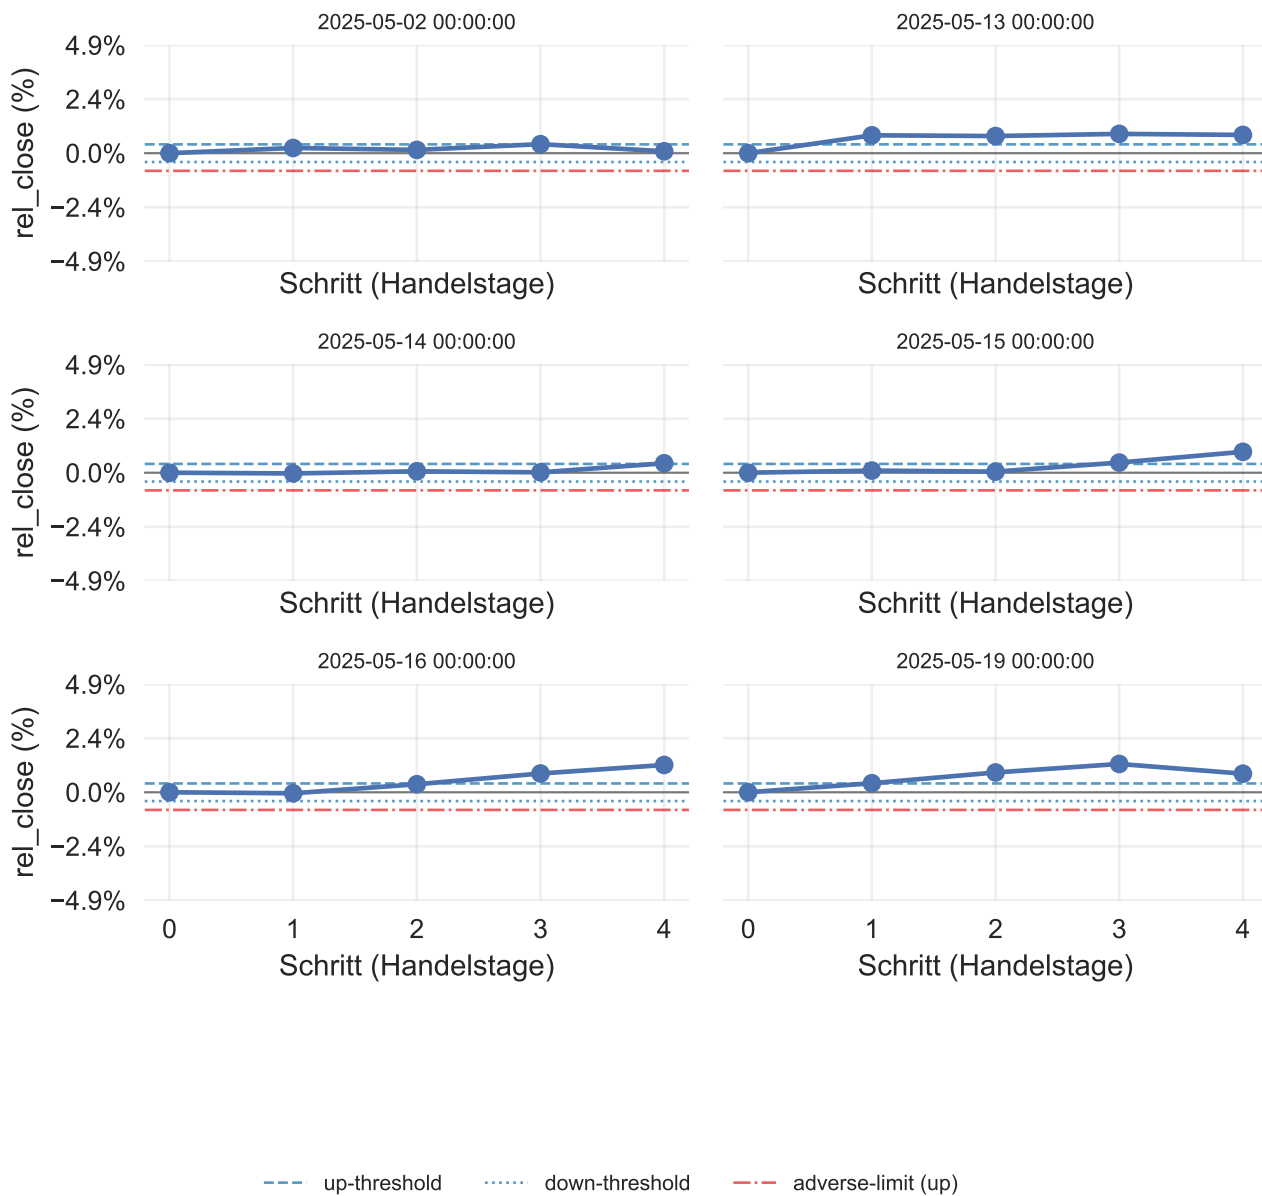 2025-05-02 00:00:00
2025-05-13 00:00:00
4.9%
2.4%
0.0%
−2.4%
−4.9%
rel_close (%)
Schritt (Handelstage)
Schritt (Handelstage)
2025-05-14 00:00:00
2025-05-15 00:00:00
4.9%
2.4%
0.0%
−2.4%
−4.9%
rel_close (%)
Schritt (Handelstage)
Schritt (Handelstage)
2025-05-16 00:00:00
2025-05-19 00:00:00
4.9%
2.4%
0.0%
−2.4%
−4.9%
rel_close (%)
0 1 2 3 4
0 1 2 3 4
Schritt (Handelstage)
Schritt (Handelstage)
up-threshold
down-threshold
adverse-limit (up)